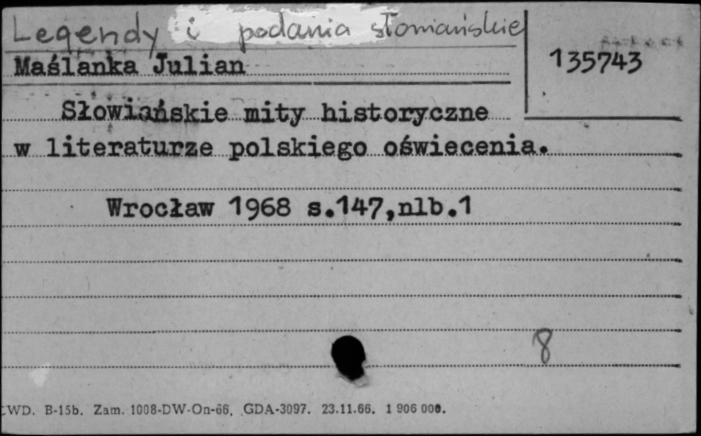 Legendy i podania słowiańskie
135743
Maślanka Julian
Słowiańskie mity historyczne
w literaturze polskiego oświecenia.
Wrocław 1968 s.147,nlb.1
8
WD. B-15b. Zam. 1008-DW-On-66. GDA-3097. 23.11.66. 1 906 000.